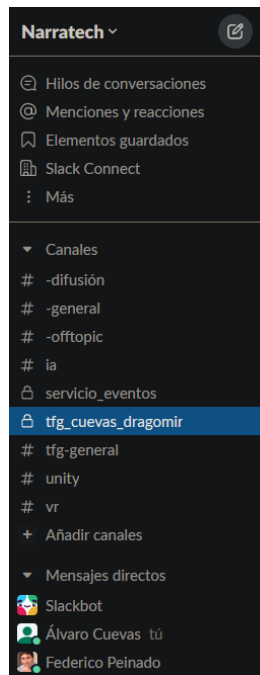 Narratech
Hilos de conversaciones
@ Menciones y reacciones
Elementos guardados
Slack Connect
Más
Canales
# -difusión
# -general
# -offtopic
# ia
servicio_eventos
tfg_cuevas_dragomir
# tfg-general
# unity
# vr
+ Añadir canales
Mensajes directos
Slackbot
Álvaro Cuevas tú
Federico Peinado